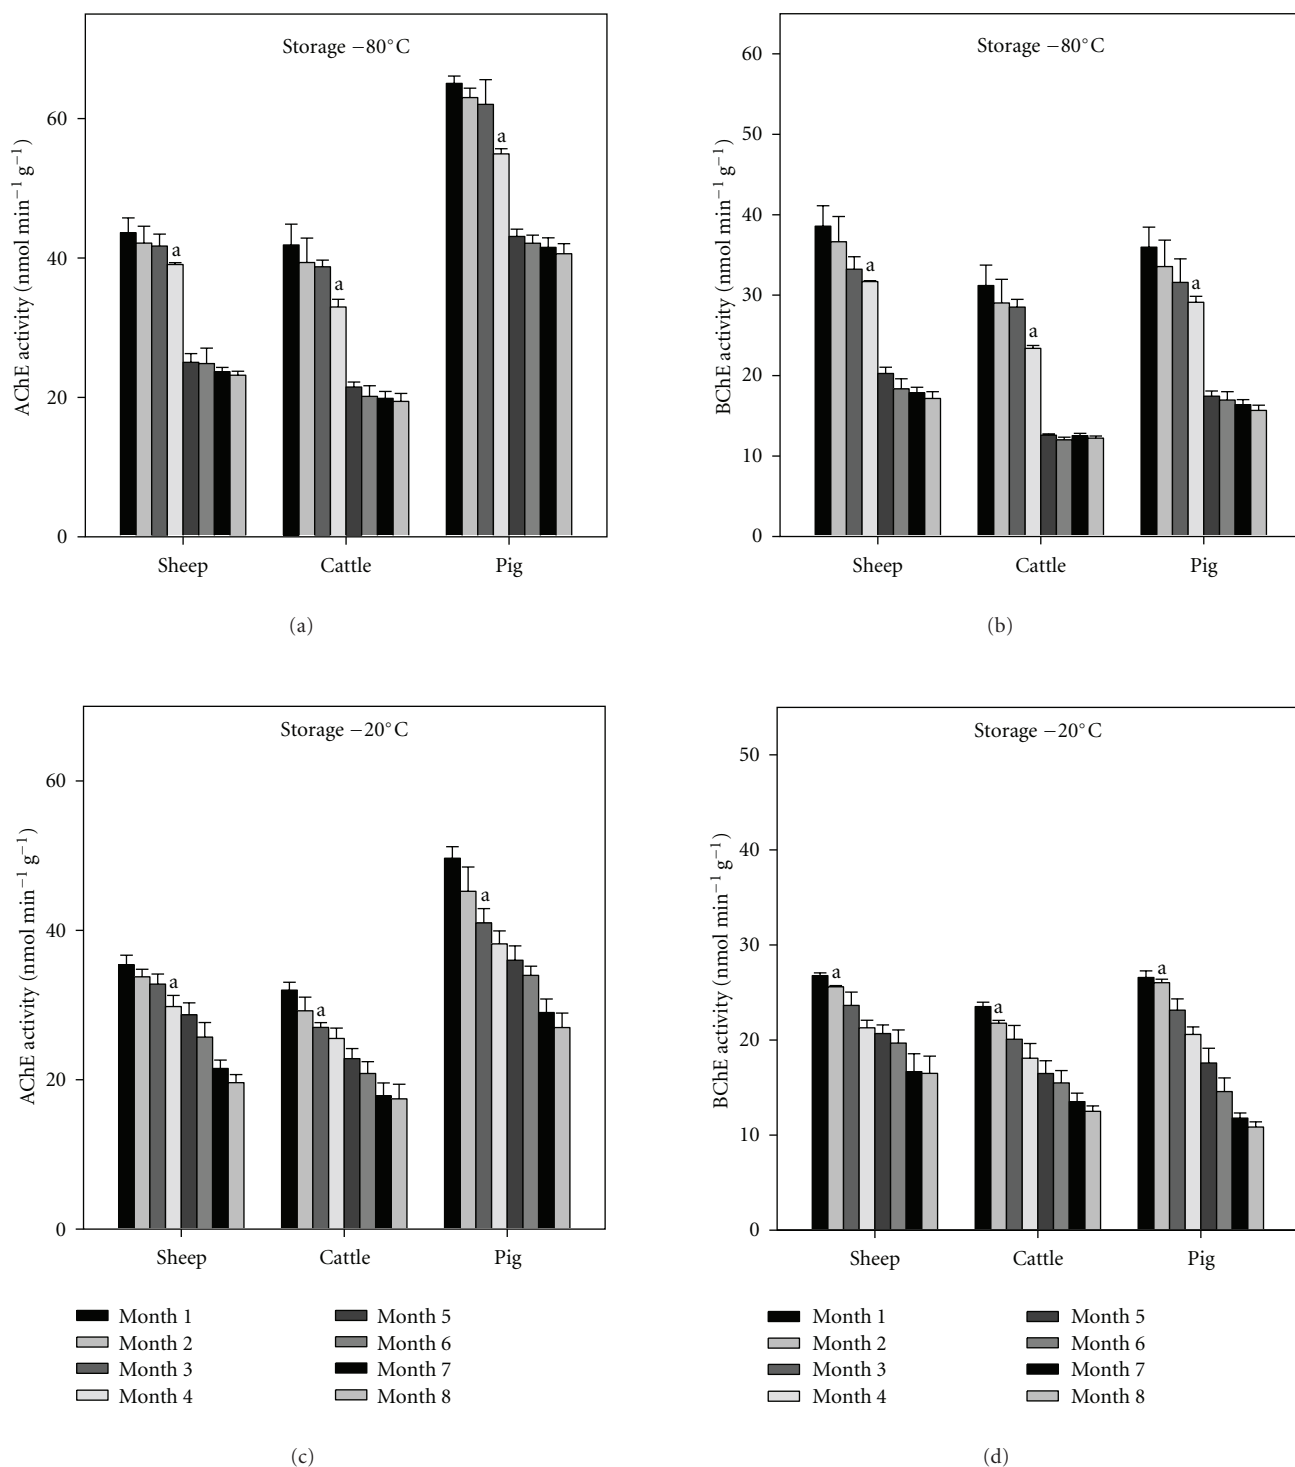 Storage −80°C
AChE activity (nmol min−1 g−1)
60
40
20
0
a
a
a
Sheep
Cattle
Pig
(a)
Storage −80°C
BChE activity (nmol min−1 g−1)
60
50
40
30
20
10
0
a
a
a
Sheep
Cattle
Pig
(b)
Storage −20°C
AChE activity (nmol min−1 g−1)
60
40
20
0
a
a
a
Sheep
Cattle
Pig
Month 1
Month 2
Month 3
Month 4
Month 5
Month 6
Month 7
Month 8
(c)
Storage −20°C
BChE activity (nmol min−1 g−1)
50
40
30
20
10
0
a
a
a
Sheep
Cattle
Pig
Month 1
Month 2
Month 3
Month 4
Month 5
Month 6
Month 7
Month 8
(d)